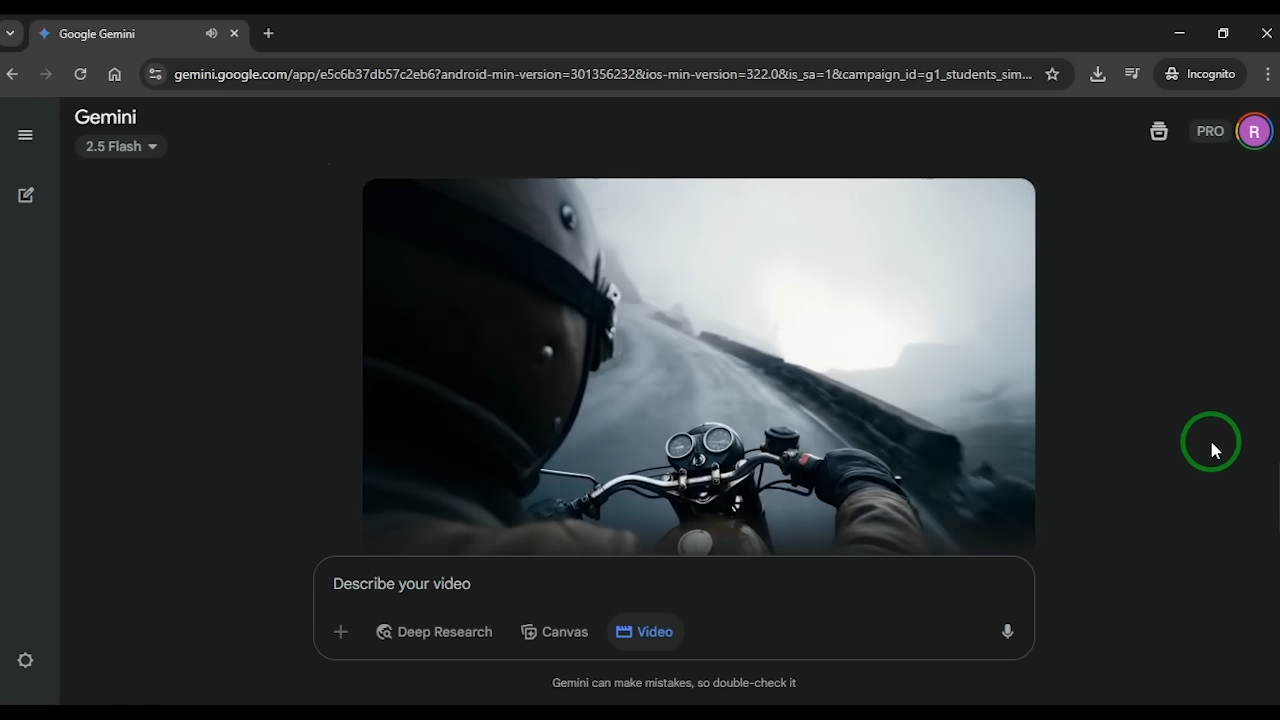 Google Gemini
gemini.google.com/app/e5c6b37db57c2eb6?android-min-version=301356232&ios-min-version=322.0&is_sa=1&campaign_id=g1_students_sim...
Incognito
Gemini
2.5 Flash
PRO
R
Describe your video
Deep Research
Canvas
Video
Gemini can make mistakes, so double-check it